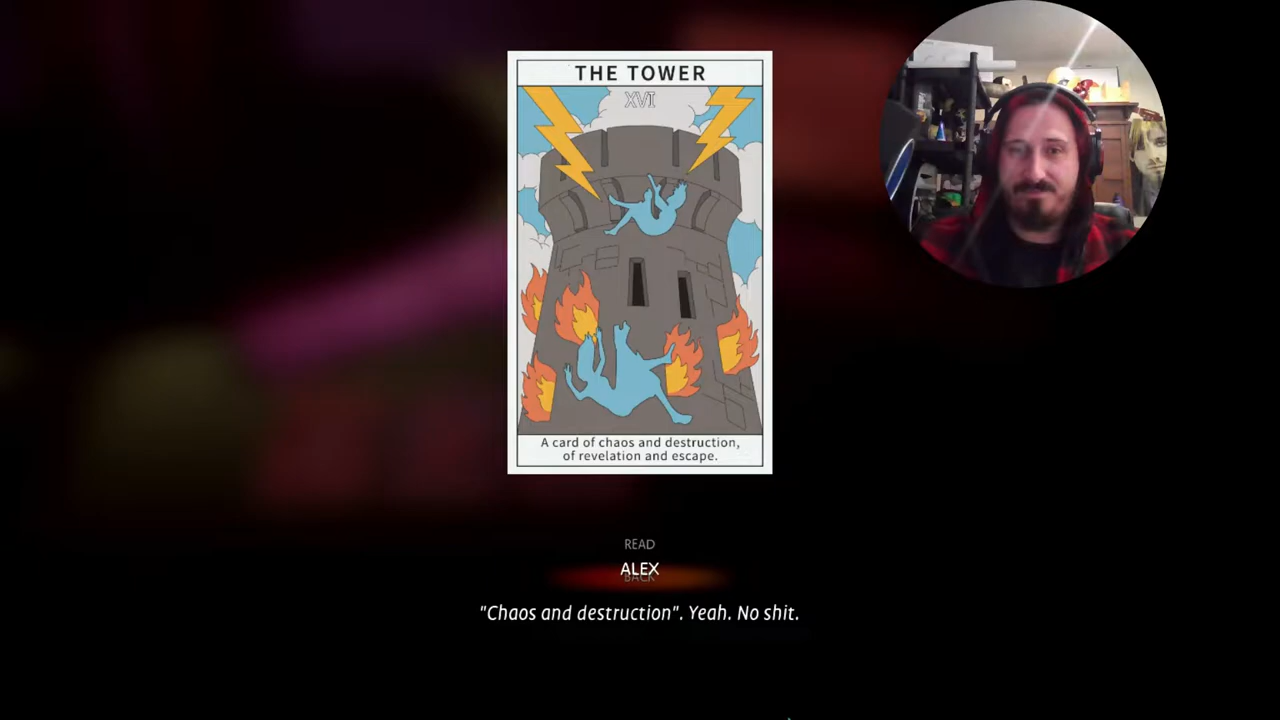 THE TOWER
XVI
A card of chaos and destruction,
of revelation and escape.
READ
ALEX
BACK
"Chaos and destruction". Yeah. No shit.